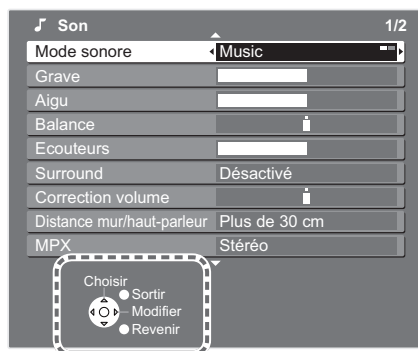 Son 1/2
Mode sonore Music
Grave
Aigu
Balance
Ecouteurs
Surround Désactivé
Correction volume
Distance mur/haut-parleur Plus de 30 cm
MPX Stéréo
Choisir
Sortir
Modifier
Revenir